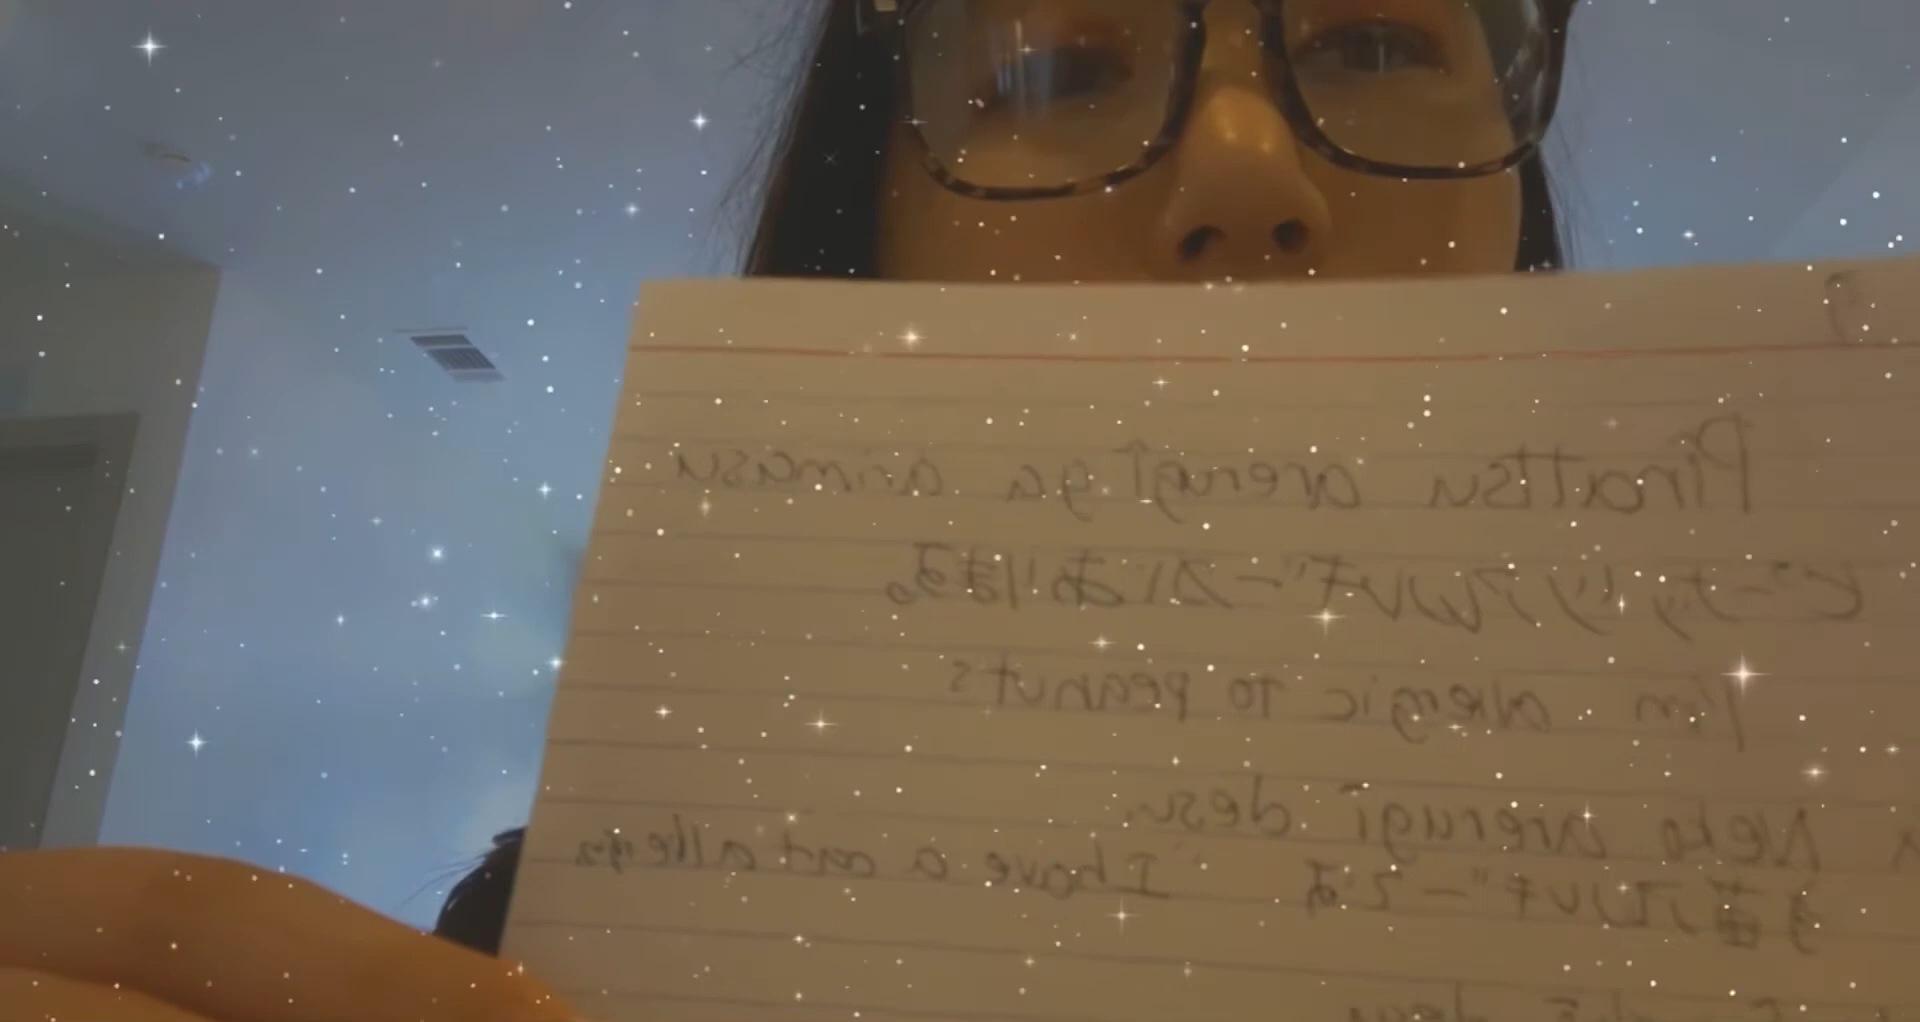 Pinattsu arerugī ga arimasu
ピーナッツアレルギーがあります。
I'm alergic to peanuts
Neko arerugī desu.
猫アレルギーです I have a cat
desu